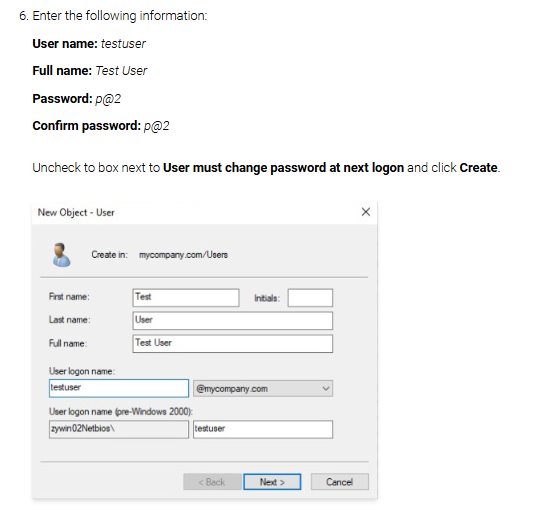 6. Enter the following information:
User name: testuser
Full name: Test User
Password: p@2
Confirm password: p@2
Uncheck to box next to User must change password at next logon and click Create.
New Object - User
Create in: mycompany.com/Users
First name: Test Initials:
Last name: User
Full name: Test User
User logon name:
testuser @mycompany.com
User logon name (pre-Windows 2000):
zywin02Netbios\ testuser
< Back Next > Cancel